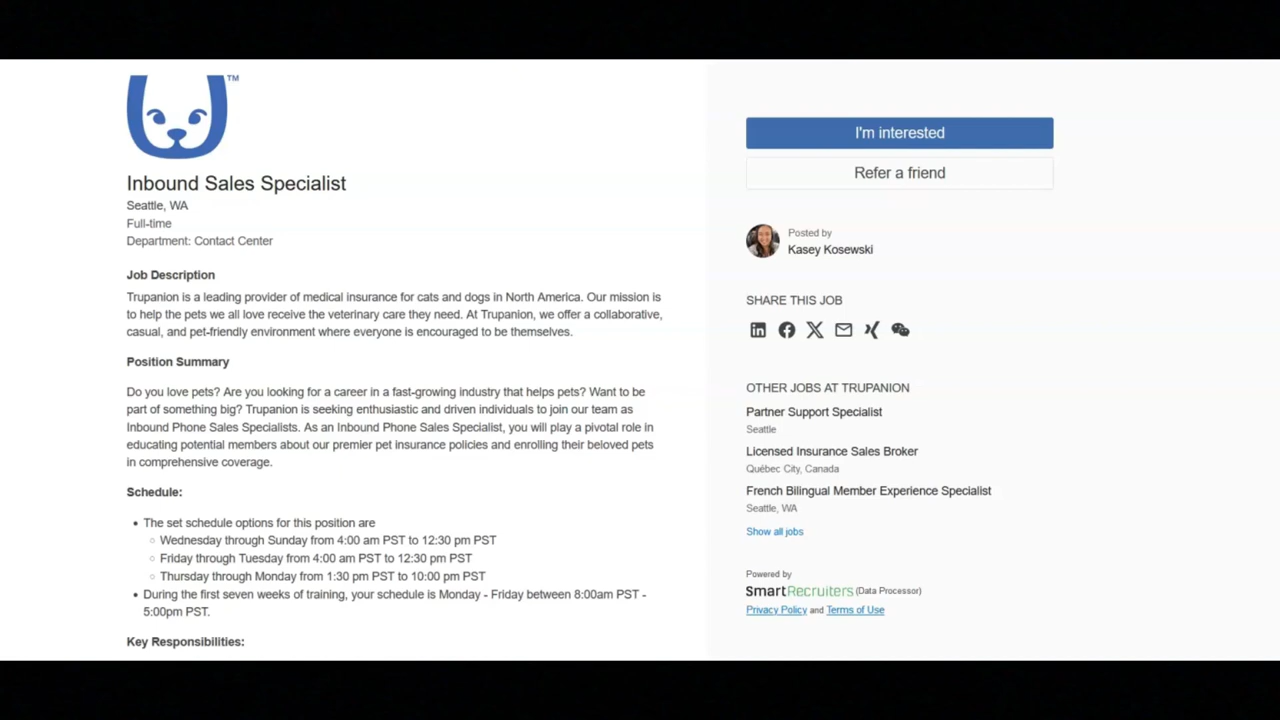 TM
Inbound Sales Specialist
Seattle, WA
Full-time
Department: Contact Center
Job Description
Trupanion is a leading provider of medical insurance for cats and dogs in North America. Our mission is
to help the pets we all love receive the veterinary care they need. At Trupanion, we offer a collaborative,
casual, and pet-friendly environment where everyone is encouraged to be themselves.
Position Summary
Do you love pets? Are you looking for a career in a fast-growing industry that helps pets? Want to be
part of something big? Trupanion is seeking enthusiastic and driven individuals to join our team as
Inbound Phone Sales Specialists. As an Inbound Phone Sales Specialist, you will play a pivotal role in
educating potential members about our premier pet insurance policies and enrolling their beloved pets
in comprehensive coverage.
Schedule:
• The set schedule options for this position are
○ Wednesday through Sunday from 4:00 am PST to 12:30 pm PST
○ Friday through Tuesday from 4:00 am PST to 12:30 pm PST
○ Thursday through Monday from 1:30 pm PST to 10:00 pm PST
• During the first seven weeks of training, your schedule is Monday - Friday between 8:00am PST -
5:00pm PST.
Key Responsibilities:
I'm interested
Refer a friend
Posted by
Kasey Kosewski
SHARE THIS JOB
OTHER JOBS AT TRUPANION
Partner Support Specialist
Seattle
Licensed Insurance Sales Broker
Québec City, Canada
French Bilingual Member Experience Specialist
Seattle, WA
Show all jobs
Powered by
SmartRecruiters (Data Processor)
Privacy Policy and Terms of Use